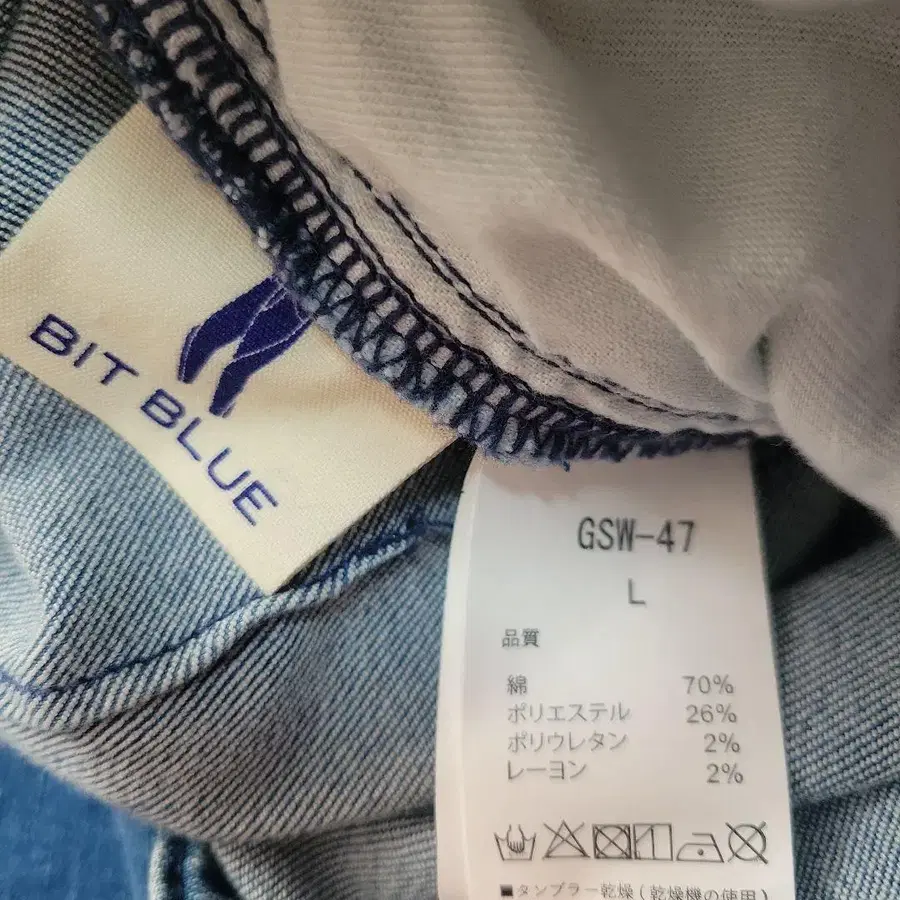 BIT BLUE
GSW-47
L
品質
綿 70%
ポリエステル 26%
ポリウレタン 2%
レーヨン 2%
■タンブラー乾燥(乾燥機の使用)